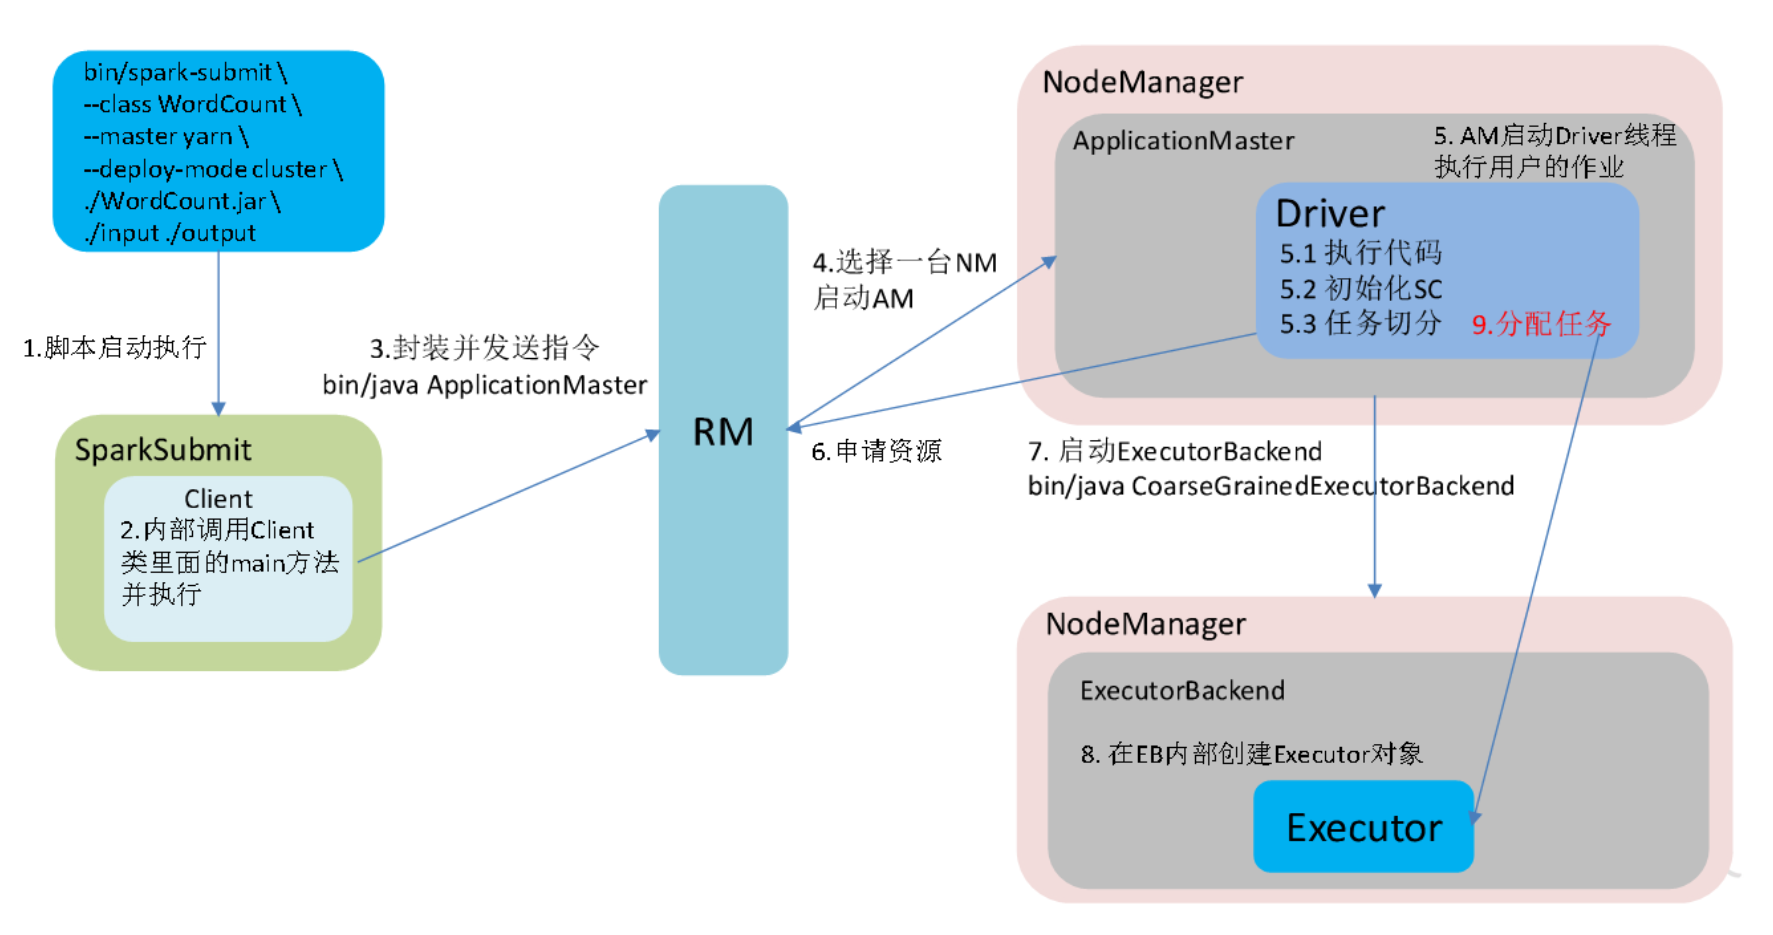 bin/spark-submit \
--class WordCount \
--master yarn \
--deploy-mode cluster \
./WordCount.jar \
./input ./output
1.脚本启动执行
SparkSubmit
Client
2.内部调用Client
类里面的main方法
并执行
3.封装并发送指令
bin/java ApplicationMaster
RM
4.选择一台NM
启动AM
NodeManager
ApplicationMaster
5. AM启动Driver线程
执行用户的作业
Driver
5.1 执行代码
5.2 初始化SC
5.3 任务切分
9.分配任务
6.申请资源
7. 启动ExecutorBackend
bin/java CoarseGrainedExecutorBackend
NodeManager
ExecutorBackend
8. 在EB内部创建Executor对象
Executor